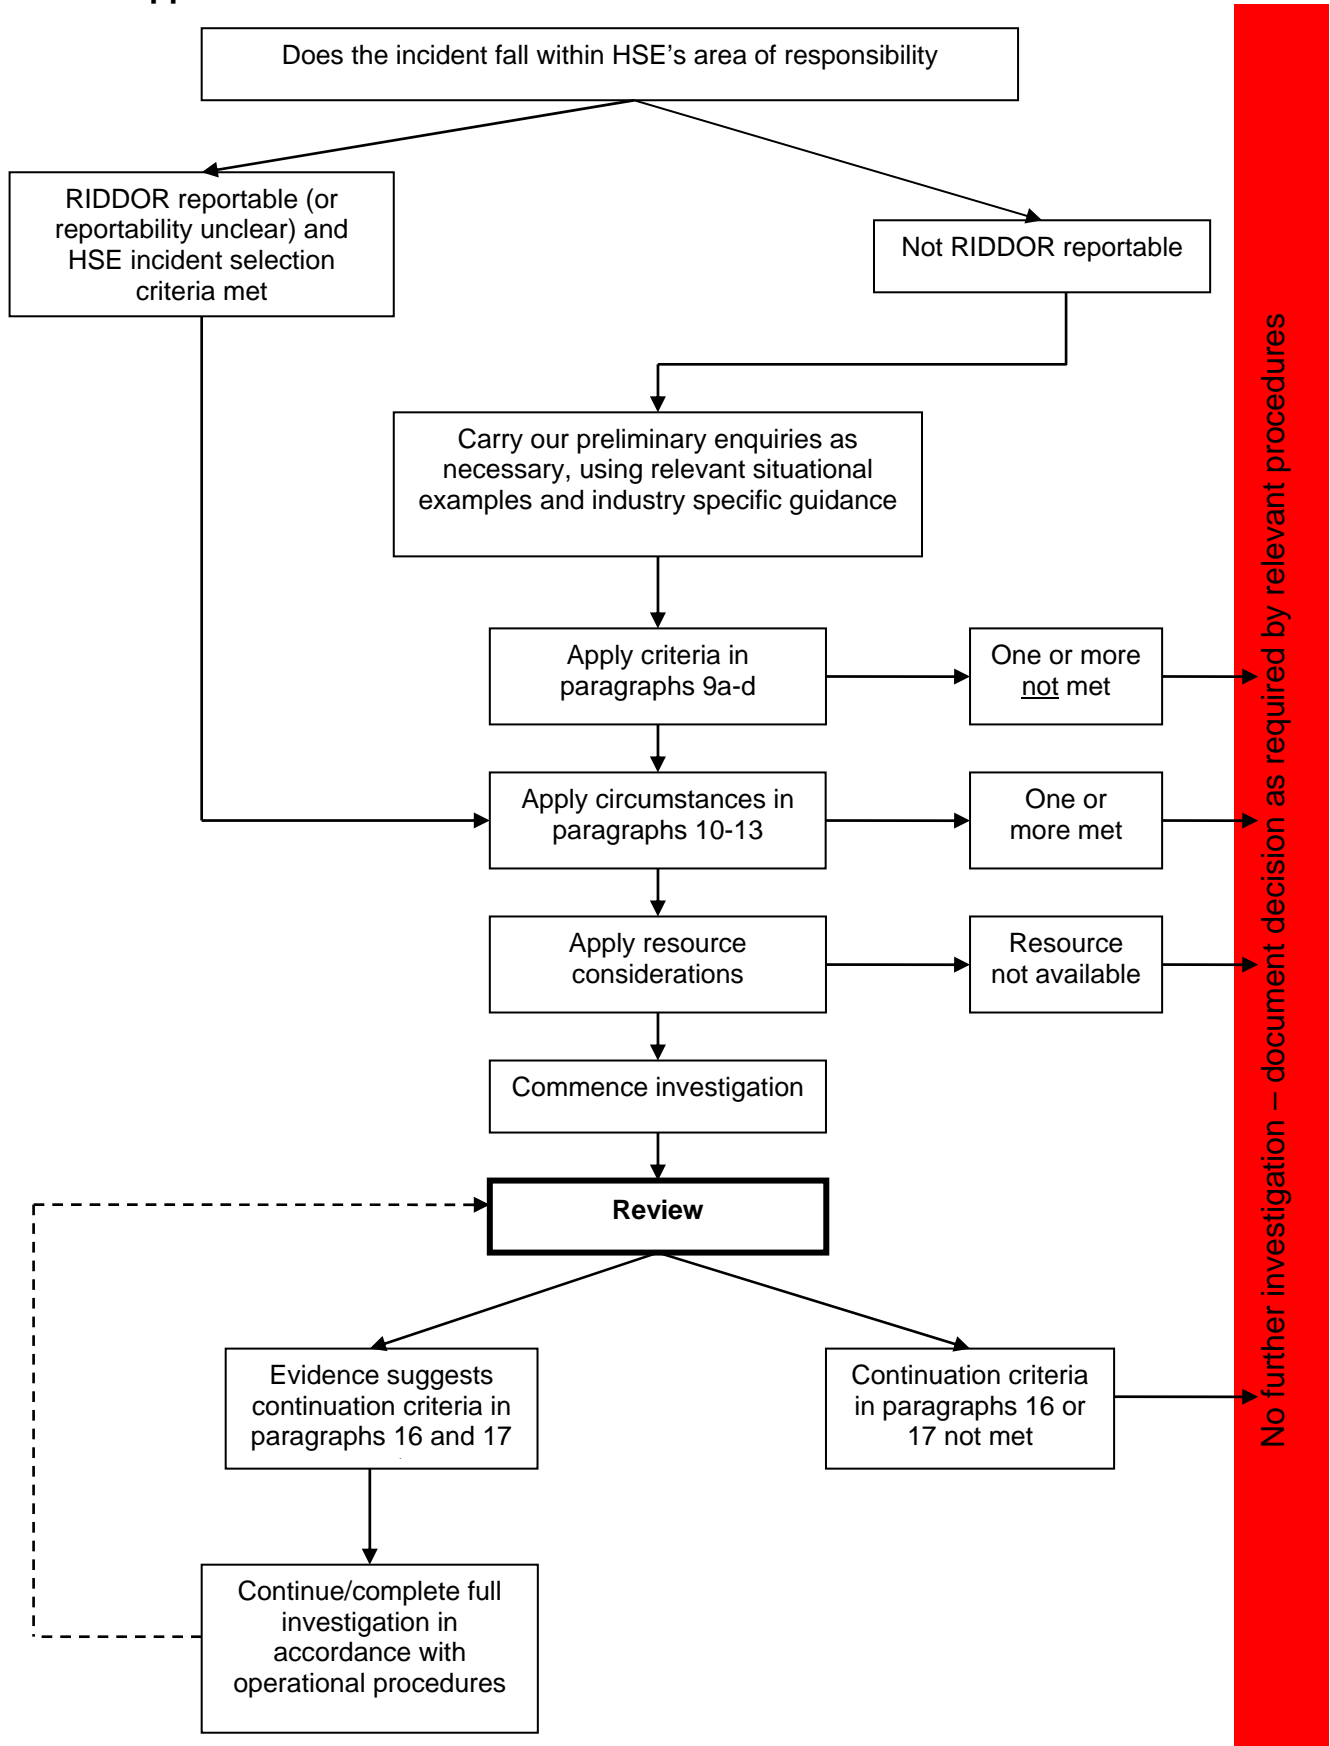 Does the incident fall within HSE's area of responsibility
RIDDOR reportable (or
reportability unclear) and
HSE incident selection
criteria met
Not RIDDOR reportable
Carry our preliminary enquiries as
necessary, using relevant situational
examples and industry specific guidance
Apply criteria in
paragraphs 9a-d
One or more
not met
Apply circumstances in
paragraphs 10-13
One or
more met
Apply resource
considerations
Resource
not available
Commence investigation
Review
Evidence suggests
continuation criteria in
paragraphs 16 and 17
Continuation criteria
in paragraphs 16 or
17 not met
Continue/complete full
investigation in
accordance with
operational procedures
No further investigation – document decision as required by relevant procedures